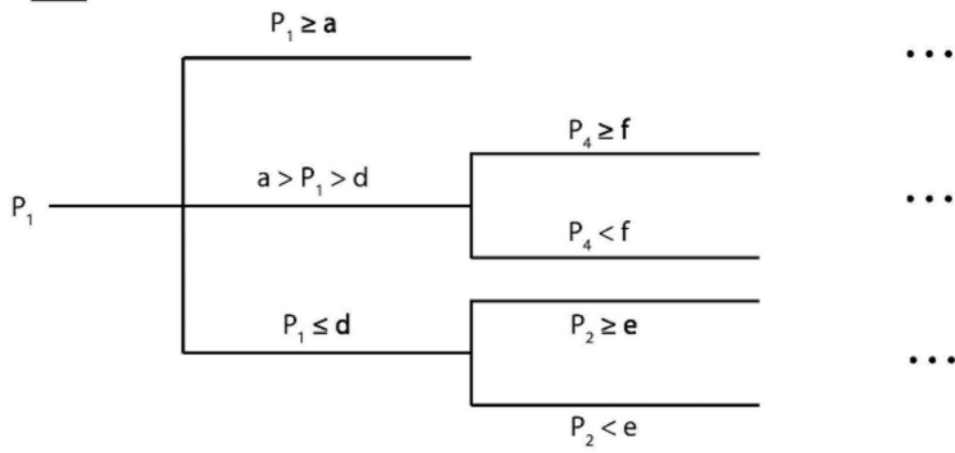 P₁ ≥ a
...
P₄ ≥ f
a > P₁ > d
...
P₁
P₄ < f
P₁ ≤ d
P₂ ≥ e
...
P₂ < e